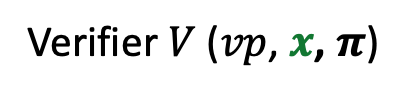 Verifier 𝑉 (𝑣𝑝, 𝒙, 𝝅)